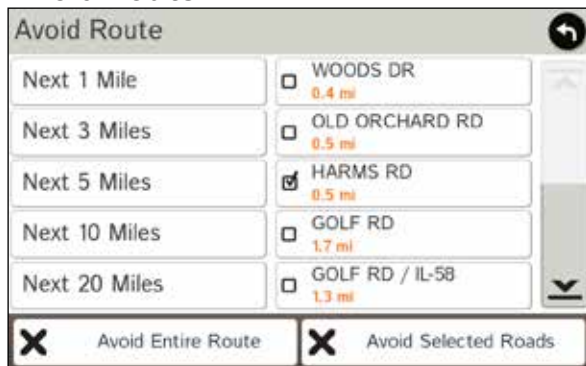 Avoid Route
Next 1 Mile
WOODS DR
0.4 mi
Next 3 Miles
OLD ORCHARD RD
0.5 mi
Next 5 Miles
HARMS RD
0.5 mi
Next 10 Miles
GOLF RD
1.7 mi
Next 20 Miles
GOLF RD / IL-58
1.3 mi
Avoid Entire Route
Avoid Selected Roads